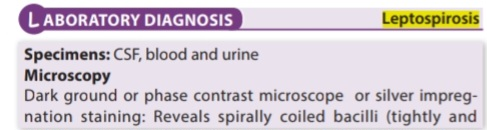 LABORATORY DIAGNOSIS Leptospirosis
Specimens: CSF, blood and urine
Microscopy
Dark ground or phase contrast microscope or silver impreg-
nation staining: Reveals spirally coiled bacilli (tightly and